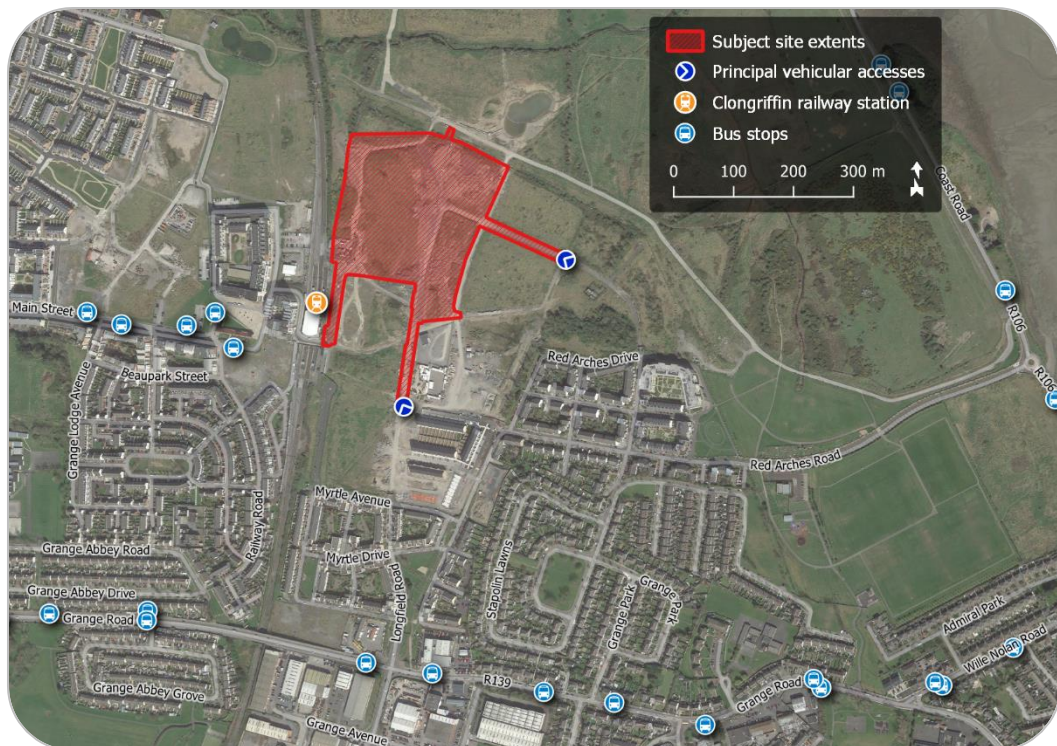 Subject site extents
Principal vehicular accesses
Clongriffin railway station
Bus stops
0 100 200 300 m
Coast Road
R106
R106
Main Street
Beaupark Street
Grange Lodge Avenue
Railway Road
Red Arches Drive
Red Arches Road
Myrtle Avenue
Myrtle Drive
Longfield Road
Stapolin Lawns
Grange Park
Grange Park
Grange Abbey Road
Grange Abbey Drive
Grange Road
Grange Abbey Grove
R139
Grange Avenue
Grange Road
Admiral Park
Wille Nolan Road